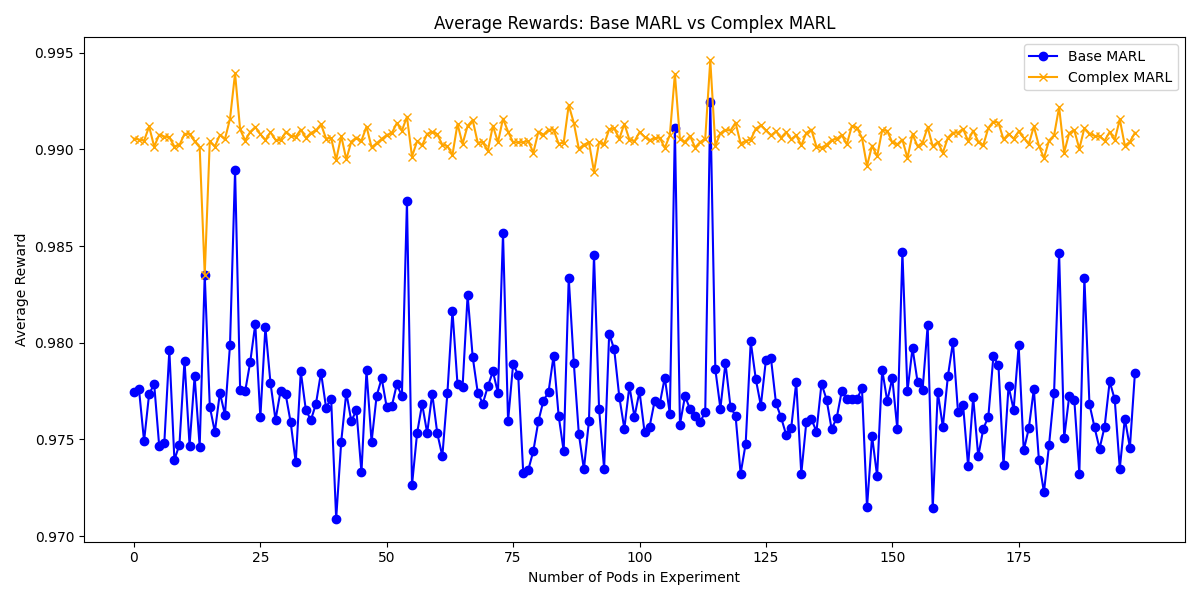 Average Rewards: Base MARL vs Complex MARL
Base MARL
Complex MARL
Average Reward
0.995
0.990
0.985
0.980
0.975
0.970
0 25 50 75 100 125 150 175
Number of Pods in Experiment